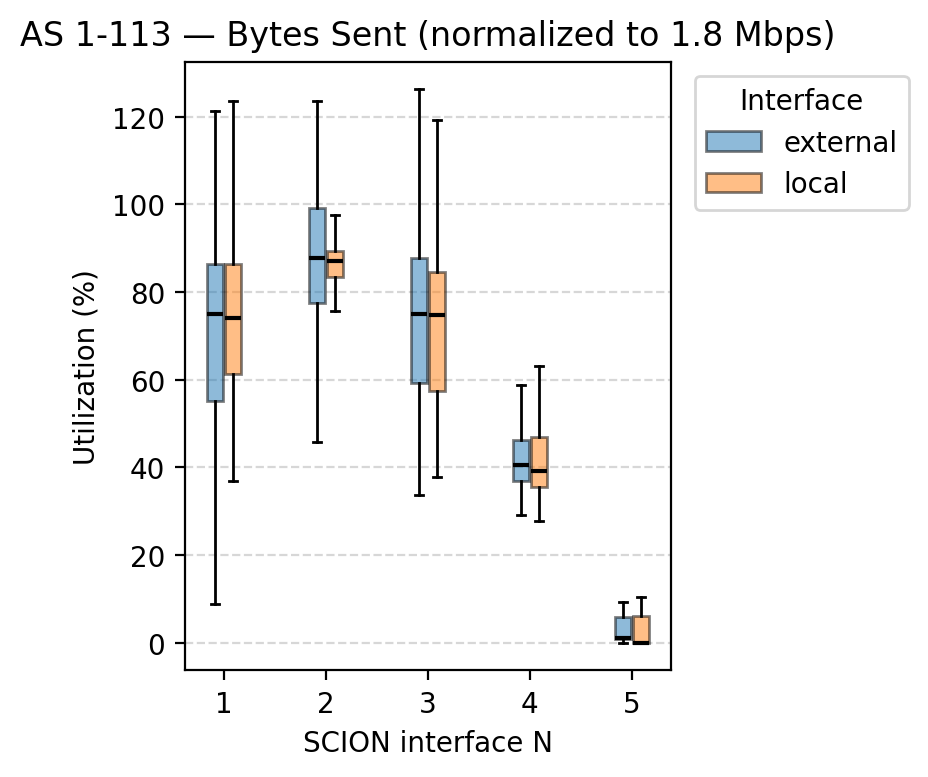 AS 1-113 — Bytes Sent (normalized to 1.8 Mbps)
Interface
external
local
Utilization (%)
120
100
80
60
40
20
0
1 2 3 4 5
SCION interface N